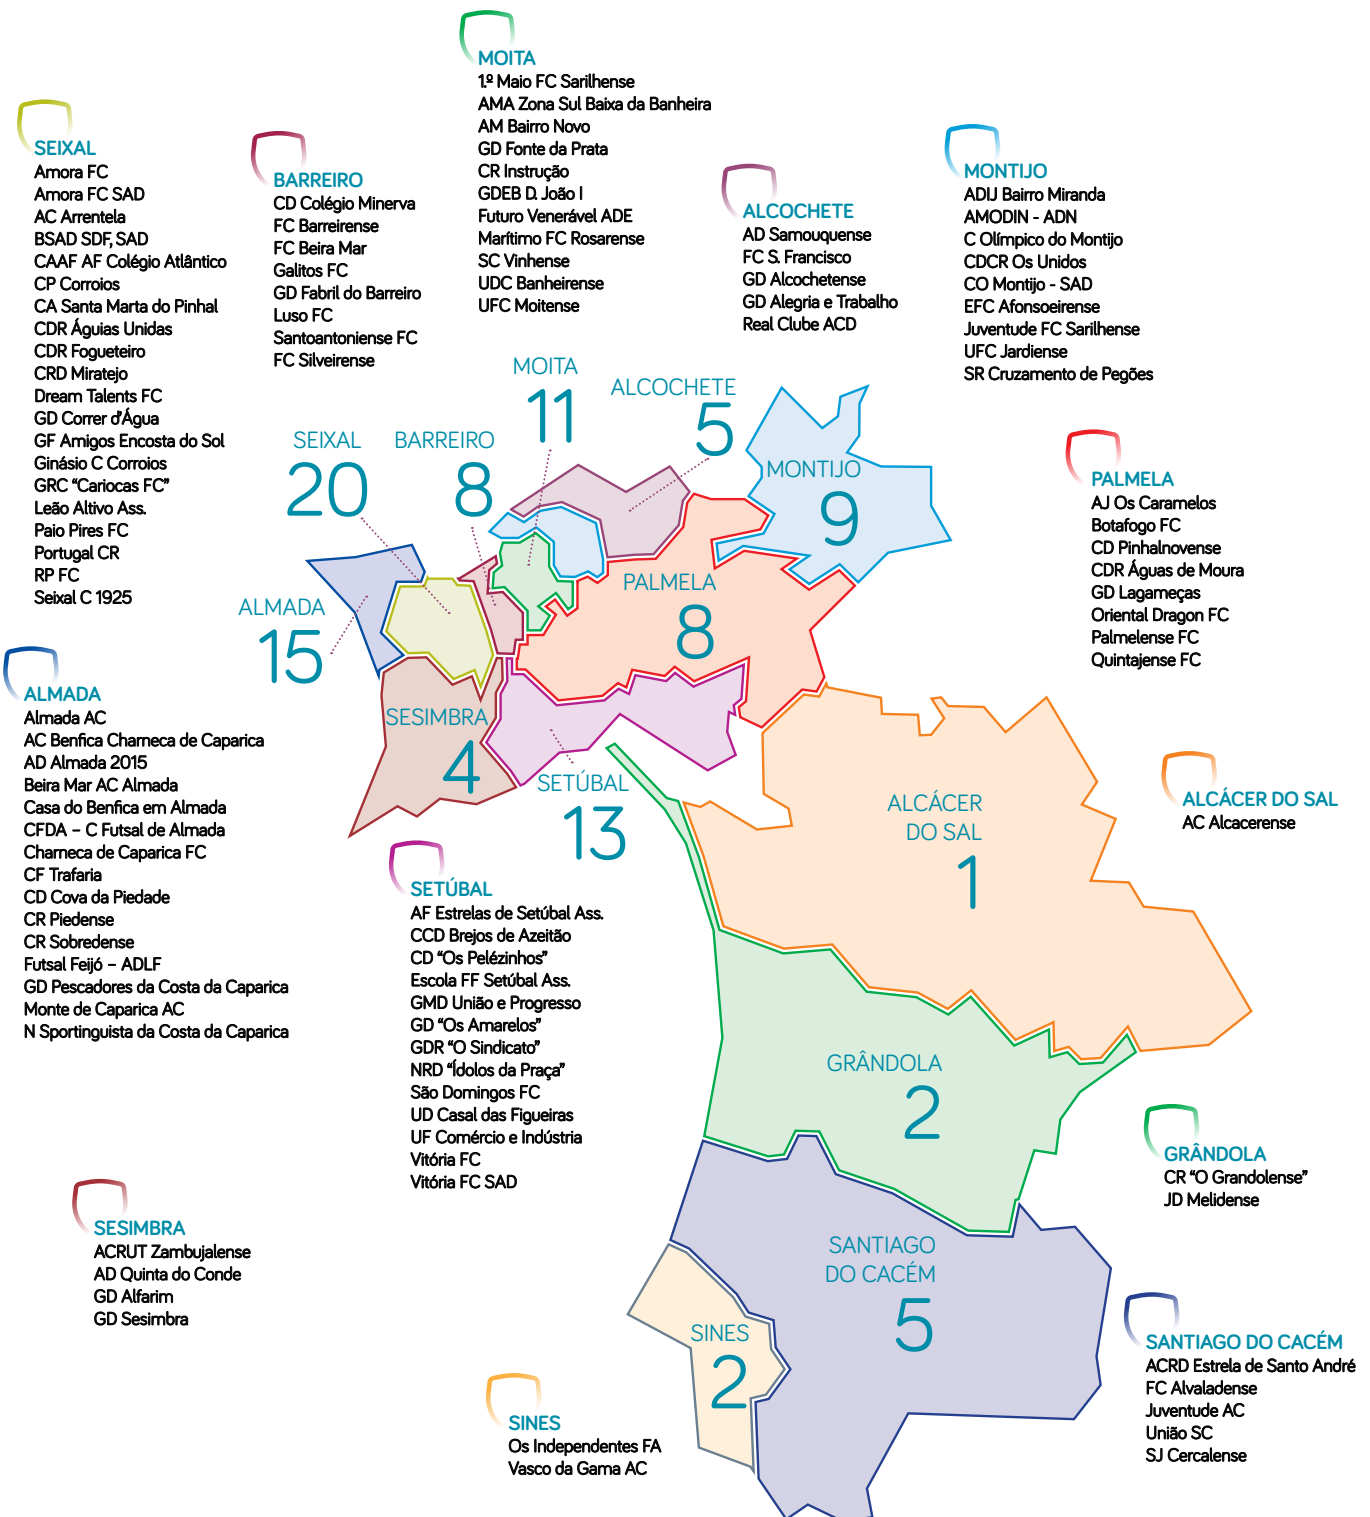 MOITA
1.º Maio FC Sarilhense
AMA Zona Sul Baixa da Banheira
AM Bairro Novo
GD Fonte da Prata
CR Instrução
GDEB D. João I
Futuro Venerável ADE
Marítimo FC Rosarense
SC Vinhense
UDC Banheirense
UFC Moitense
SEIXAL
Amora FC
Amora FC SAD
AC Arrentela
BSAD SDF, SAD
CAAF AF Colégio Atlântico
CP Corroios
CA Santa Marta do Pinhal
CDR Águias Unidas
CDR Fogueteiro
CRD Miratejo
Dream Talents FC
GD Correr d'Água
GF Amigos Encosta do Sol
Ginásio C Corroios
GRC “Cariocas FC”
Leão Altivo Ass.
Paio Pires FC
Portugal CR
RP FC
Seixal C 1925
BARREIRO
CD Colégio Minerva
FC Barreirense
FC Beira Mar
Galitos FC
GD Fabril do Barreiro
Luso FC
Santoantoniense FC
FC Silveirense
ALCOCHETE
AD Samouquense
FC S. Francisco
GD Alcochetense
GD Alegria e Trabalho
Real Clube ACD
MONTIJO
ADIJ Bairro Miranda
AMODIN - ADN
C Olímpico do Montijo
CDCR Os Unidos
CO Montijo - SAD
EFC Afonsoeirense
Juventude FC Sarilhense
UFC Jardiense
SR Cruzamento de Pegões
MOITA
11
ALCOCHETE
5
SEIXAL
20
BARREIRO
8
MONTIJO
9
PALMELA
AJ Os Caramelos
Botafogo FC
CD Pinhalnovense
CDR Águas de Moura
GD Lagameças
Oriental Dragon FC
Palmelense FC
Quintajense FC
ALMADA
15
PALMELA
8
SESIMBRA
4
SETÚBAL
13
ALMADA
Almada AC
AC Benfica Charneca de Caparica
AD Almada 2015
Beira Mar AC Almada
Casa do Benfica em Almada
CFDA – C Futsal de Almada
Charneca de Caparica FC
CF Trafaria
CD Cova da Piedade
CR Piedense
CR Sobredense
Futsal Feijó – ADLF
GD Pescadores da Costa da Caparica
Monte de Caparica AC
N Sportinguista da Costa da Caparica
ALCÁCER
DO SAL
1
ALCÁCER DO SAL
AC Alcacerense
SETÚBAL
AF Estrelas de Setúbal Ass.
CCD Brejos de Azeitão
CD “Os Pelézinhos”
Escola FF Setúbal Ass.
GMD União e Progresso
GD “Os Amarelos”
GDR “O Sindicato”
NRD “Ídolos da Praça”
São Domingos FC
UD Casal das Figueiras
UF Comércio e Indústria
Vitória FC
Vitória FC SAD
GRÂNDOLA
2
GRÂNDOLA
CR “O Grandolense”
JD Melidense
SESIMBRA
ACRUT Zambujalense
AD Quinta do Conde
GD Alfarim
GD Sesimbra
SANTIAGO
DO CACÉM
5
SINES
2
SANTIAGO DO CACÉM
ACRD Estrela de Santo André
FC Alvaladense
Juventude AC
União SC
SJ Cercalense
SINES
Os Independentes FA
Vasco da Gama AC